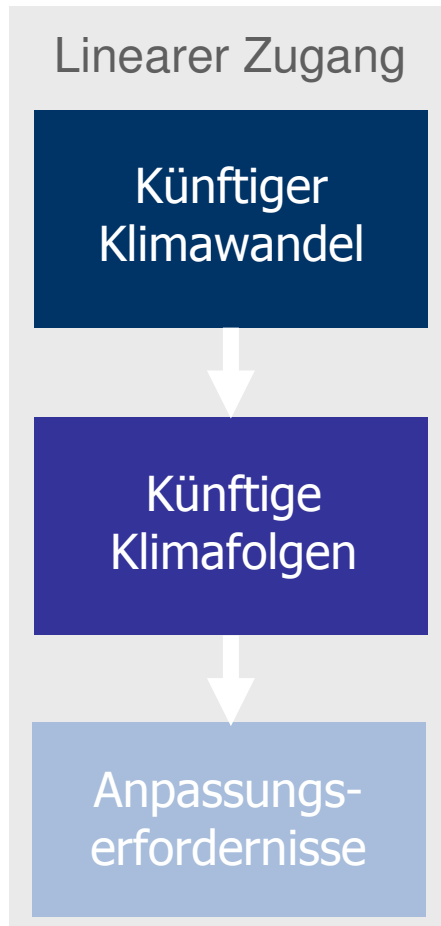 Linearer Zugang
Künftiger
Klimawandel
Künftige
Klimafolgen
Anpassungs-
erfordernisse